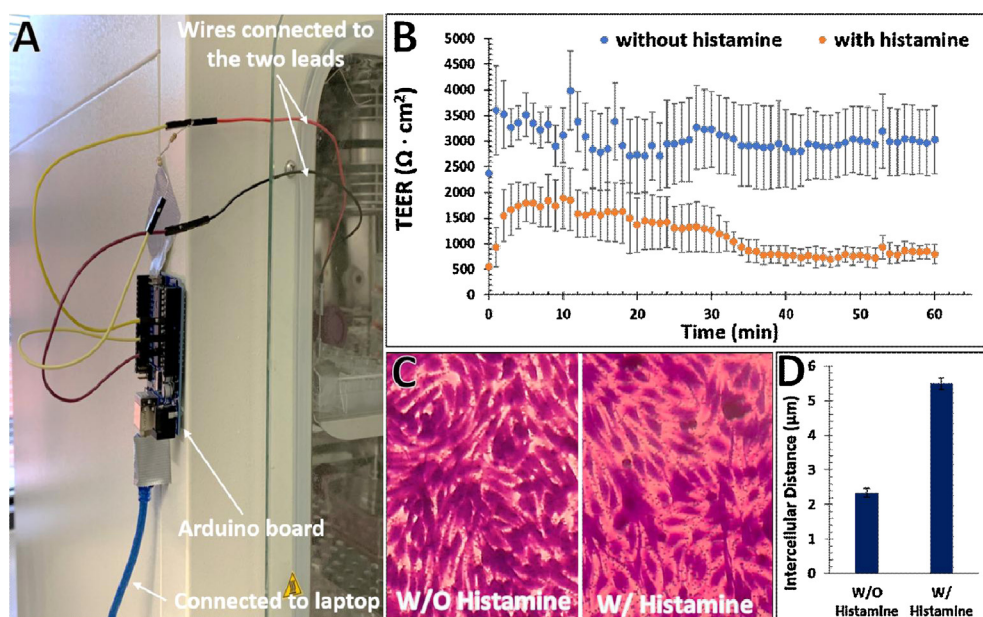 A
Wires connected to
the two leads
Arduino board
Connected to laptop
B
without histamine
with histamine
TEER (Ω · cm²)
5000
4500
4000
3500
3000
2500
2000
1500
1000
500
0
0
10
20
30
40
50
60
Time (min)
C
W/O Histamine
W/ Histamine
D
Intercellular Distance (µm)
6
5
4
3
2
1
0
W/O
Histamine
W/
Histamine